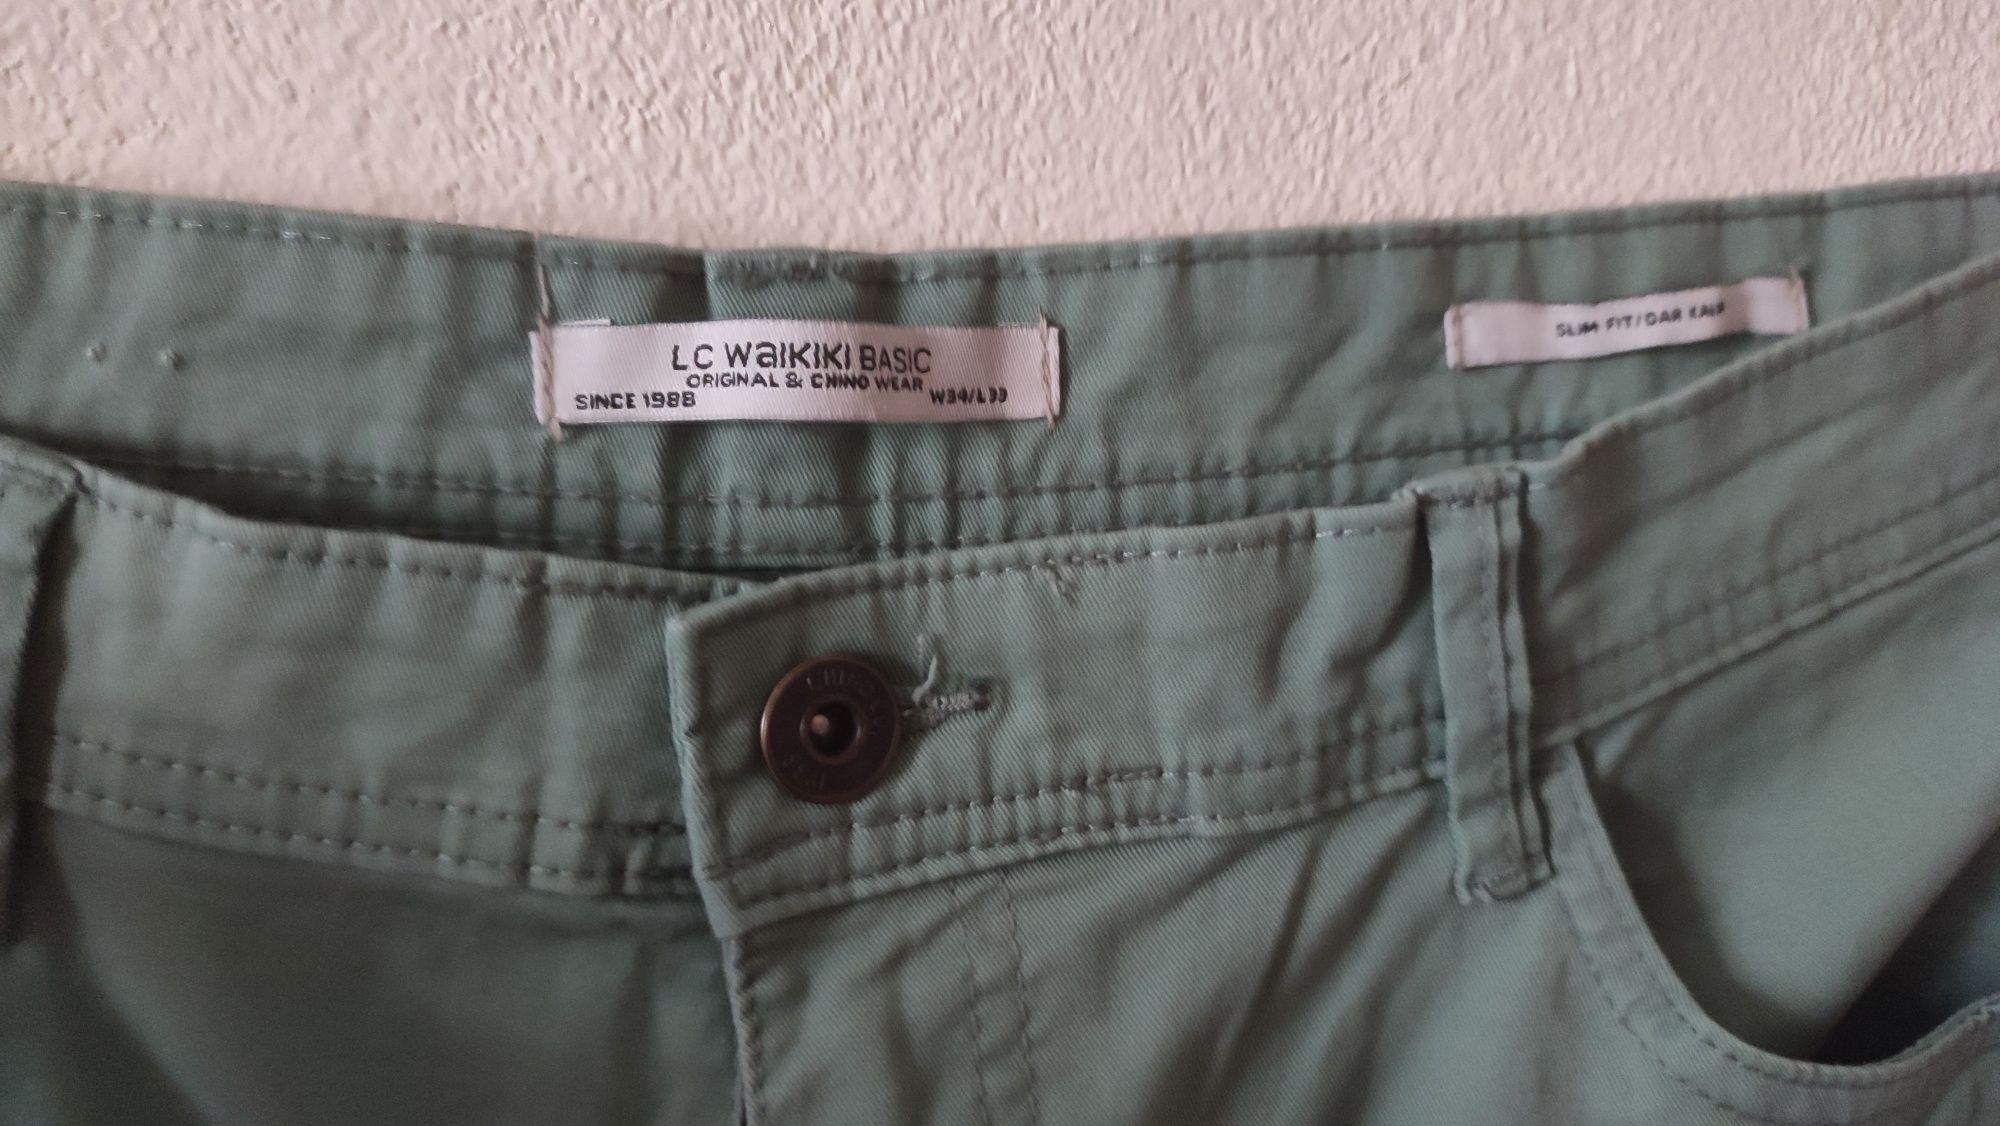 LC WAIKIKI BASIC
ORIGINAL & CHINO WEAR
SINCE 1988
W34/L33
SLIM FIT/DAR KALIP